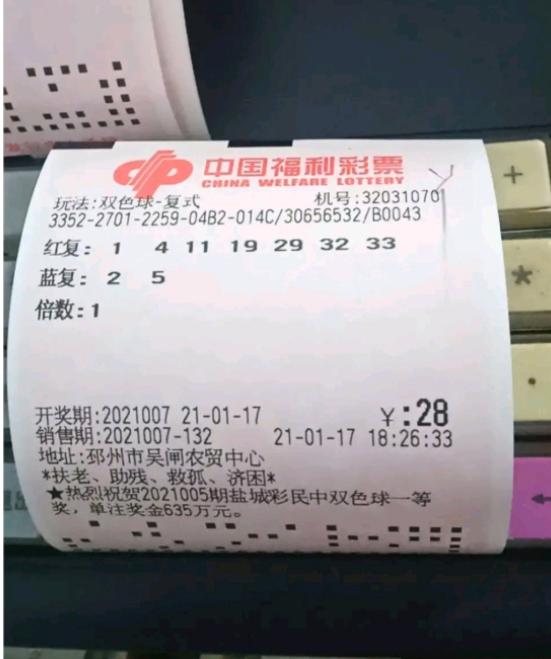 中国福利彩票
CHINA WELFARE LOTTERY
玩法:双色球-复式 机号:32031070
3352-2701-2259-04B2-014C/30656532/B0043
红复: 1 4 11 19 29 32 33
蓝复: 2 5
倍数:1
开奖期:2021007 21-01-17 ¥:28
销售期:2021007-132 21-01-17 18:26:33
地址:邳州市吴闸农贸中心
*扶老、助残、救孤、济困*
★热烈祝贺2021005期盐城彩民中双色球一等
奖,单注奖金635万元。
+
*
.
←